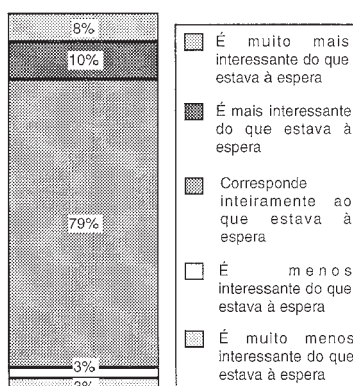 8%
10%
79%
3%
3%
É muito mais
interessante do que
estava à espera
É mais interessante
do que estava à
espera
Corresponde
inteiramente ao
que estava à
espera
É menos
interessante do que
estava à espera
É muito menos
interessante do que
estava à espera